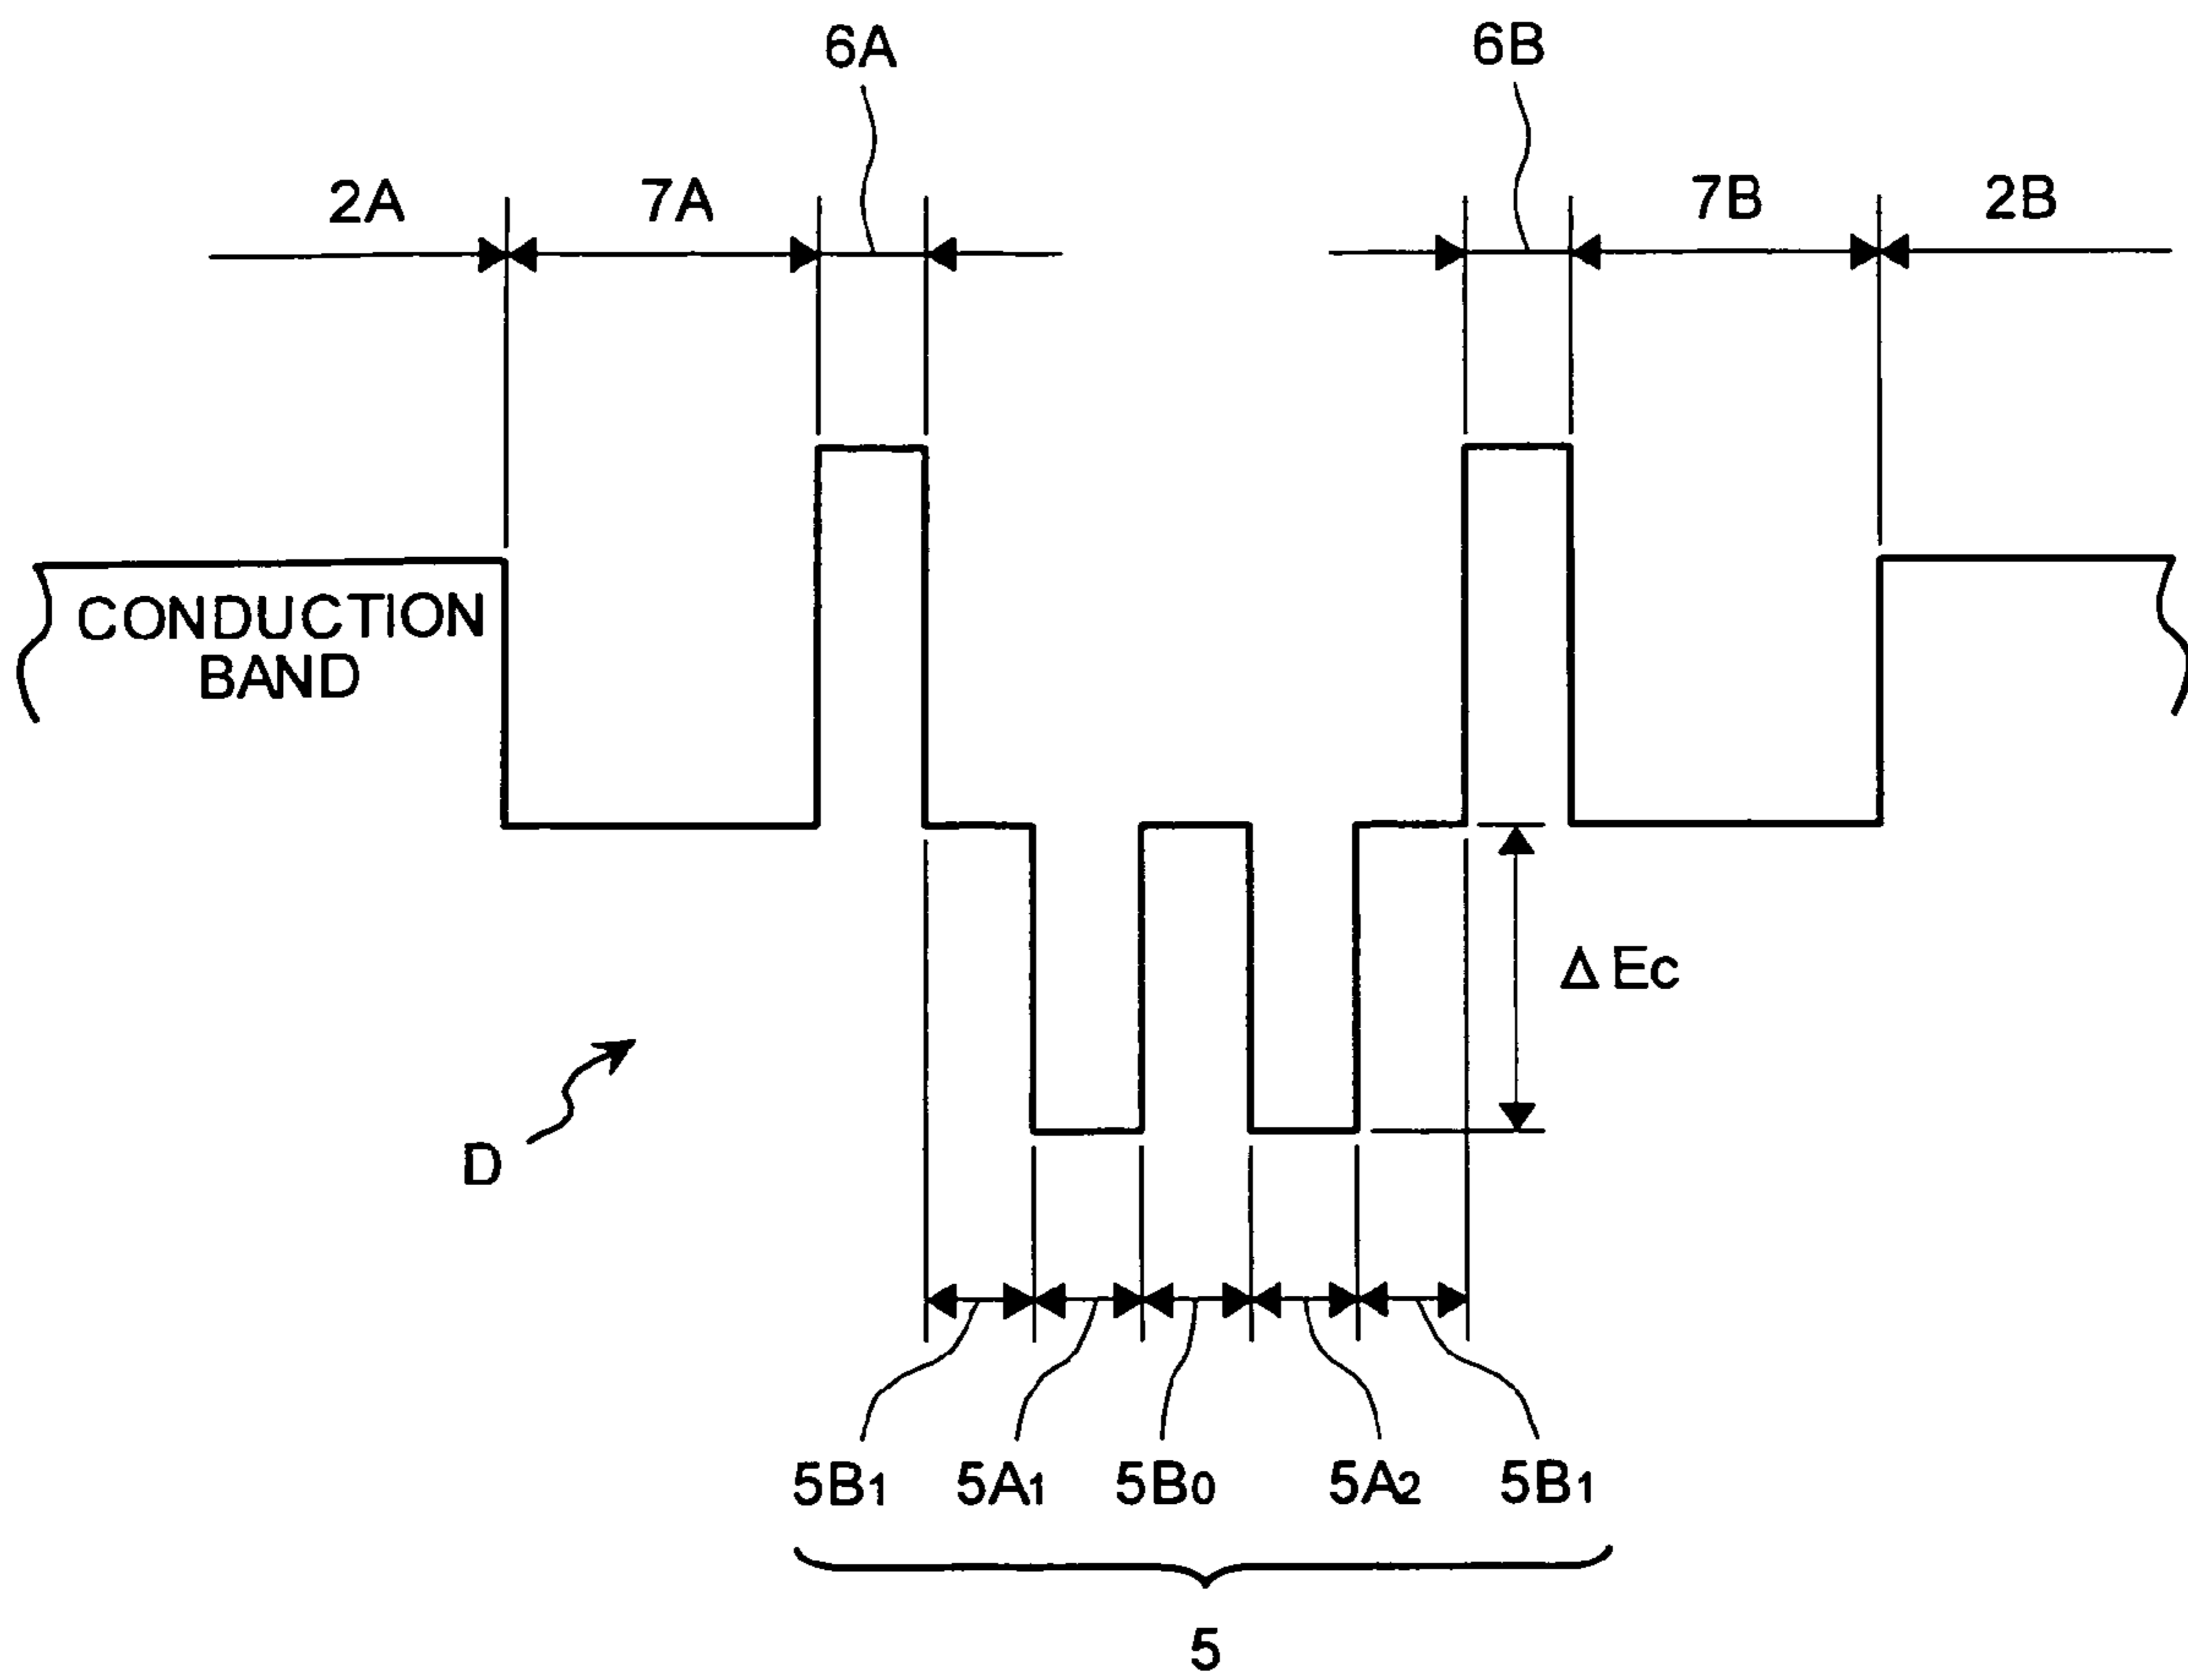 6A 6B
2A 7A 7B 2B
CONDUCTION
BAND
ΔEc
D
5B1 5A1 5B0 5A2 5B1
5